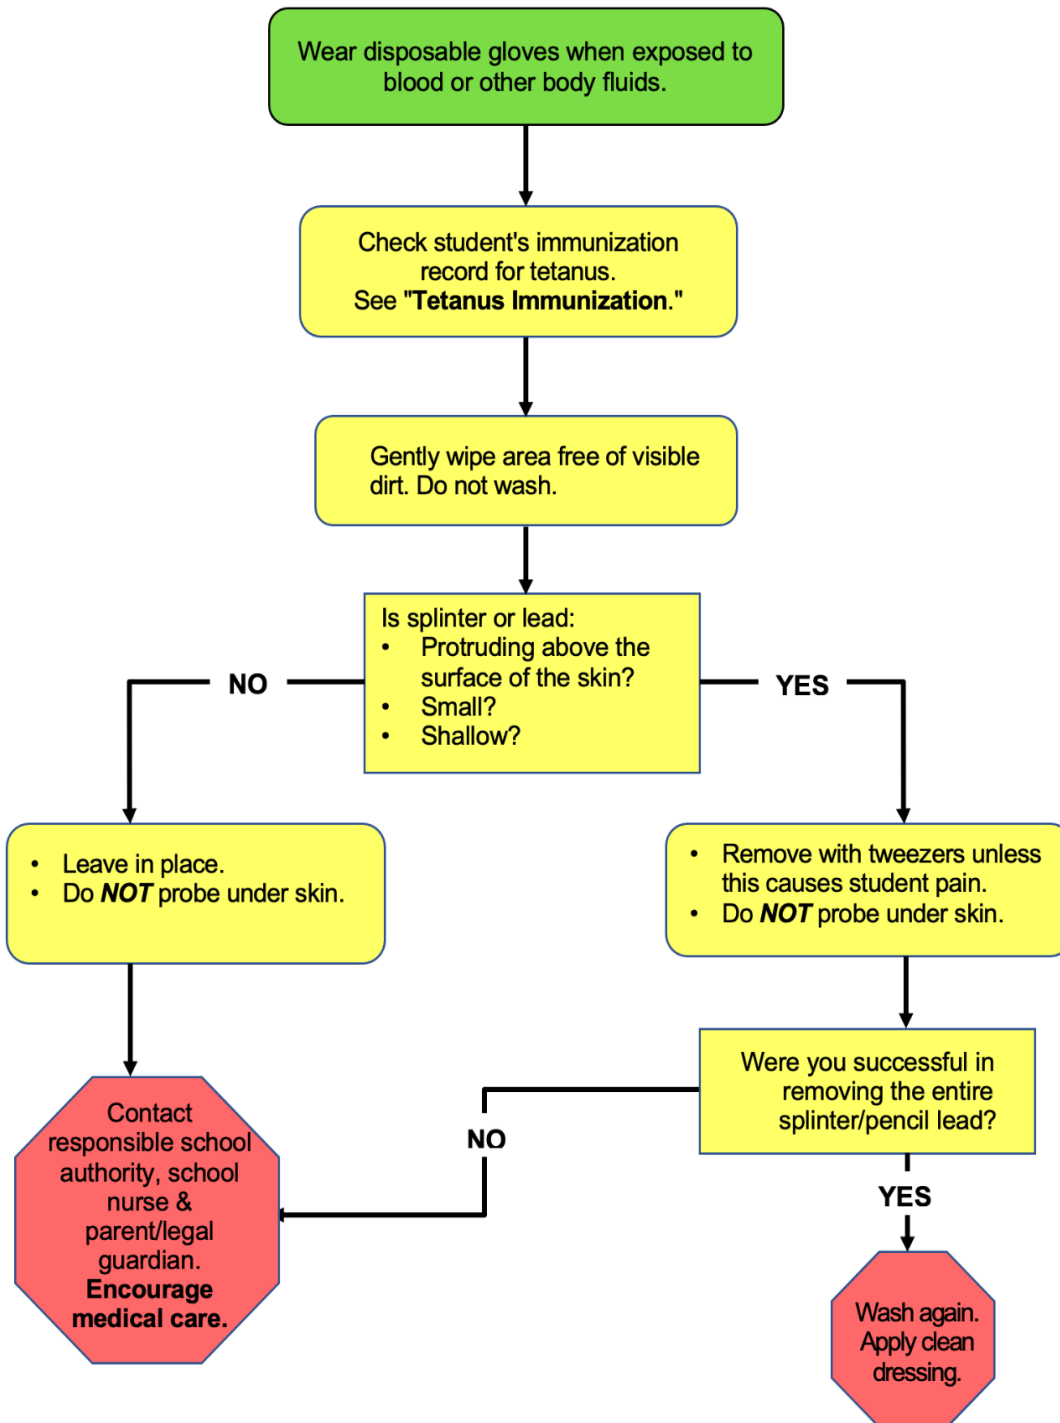 Wear disposable gloves when exposed to
blood or other body fluids.
Check student's immunization
record for tetanus.
See "Tetanus Immunization."
Gently wipe area free of visible
dirt. Do not wash.
Is splinter or lead:
• Protruding above the
surface of the skin?
• Small?
• Shallow?
NO
YES
• Leave in place.
• Do NOT probe under skin.
• Remove with tweezers unless
this causes student pain.
• Do NOT probe under skin.
Were you successful in
removing the entire
splinter/pencil lead?
NO
YES
Contact
responsible school
authority, school
nurse &
parent/legal
guardian.
Encourage
medical care.
Wash again.
Apply clean
dressing.